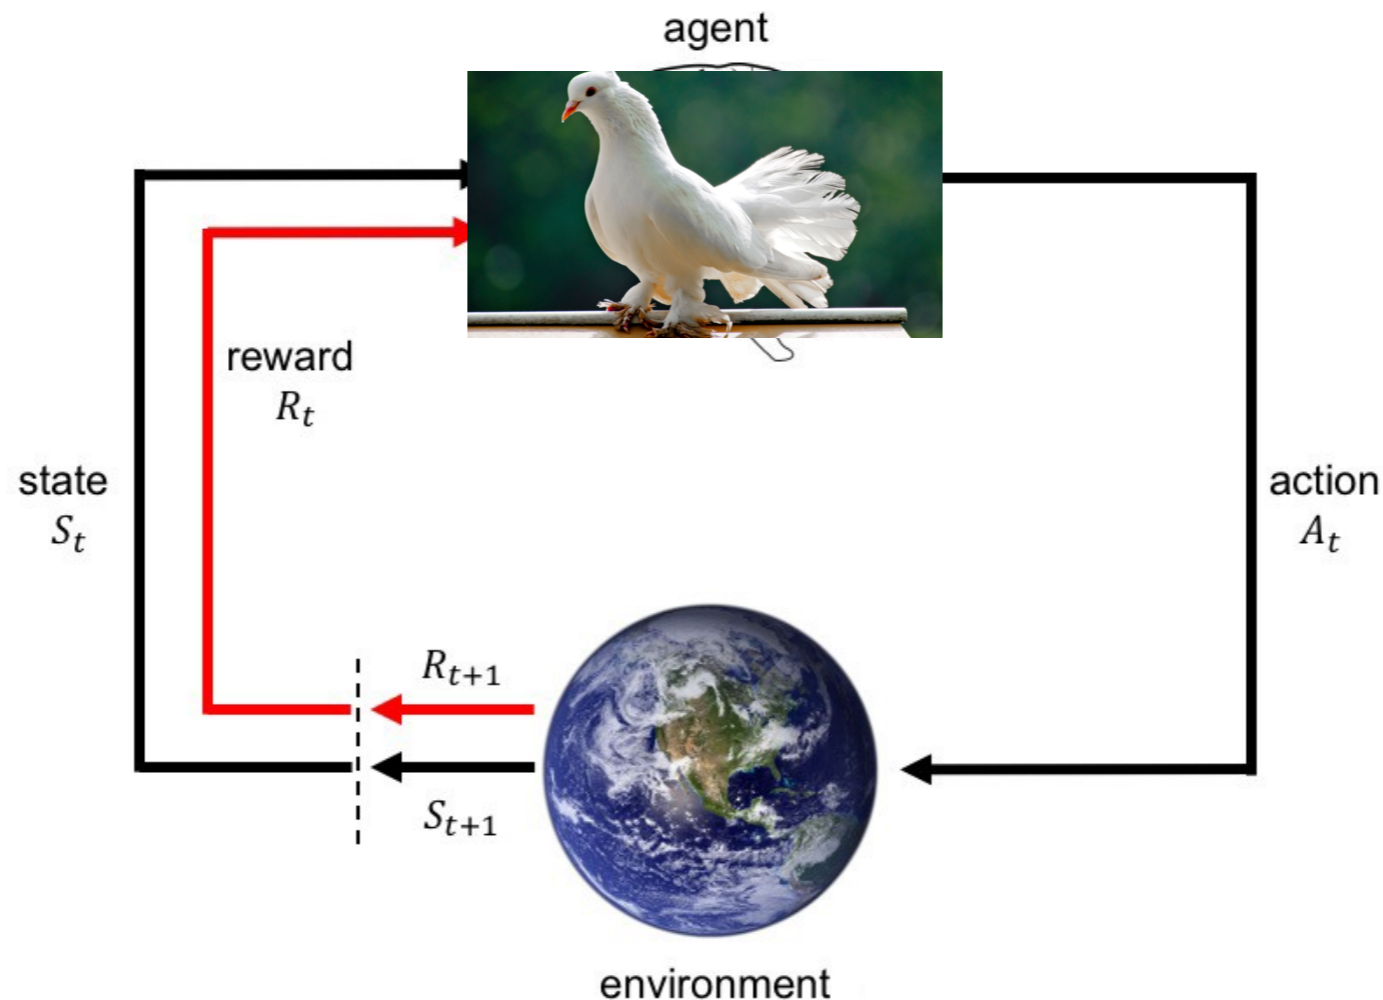 agent
reward
R_t
state
S_t
action
A_t
R_{t+1}
S_{t+1}
environment